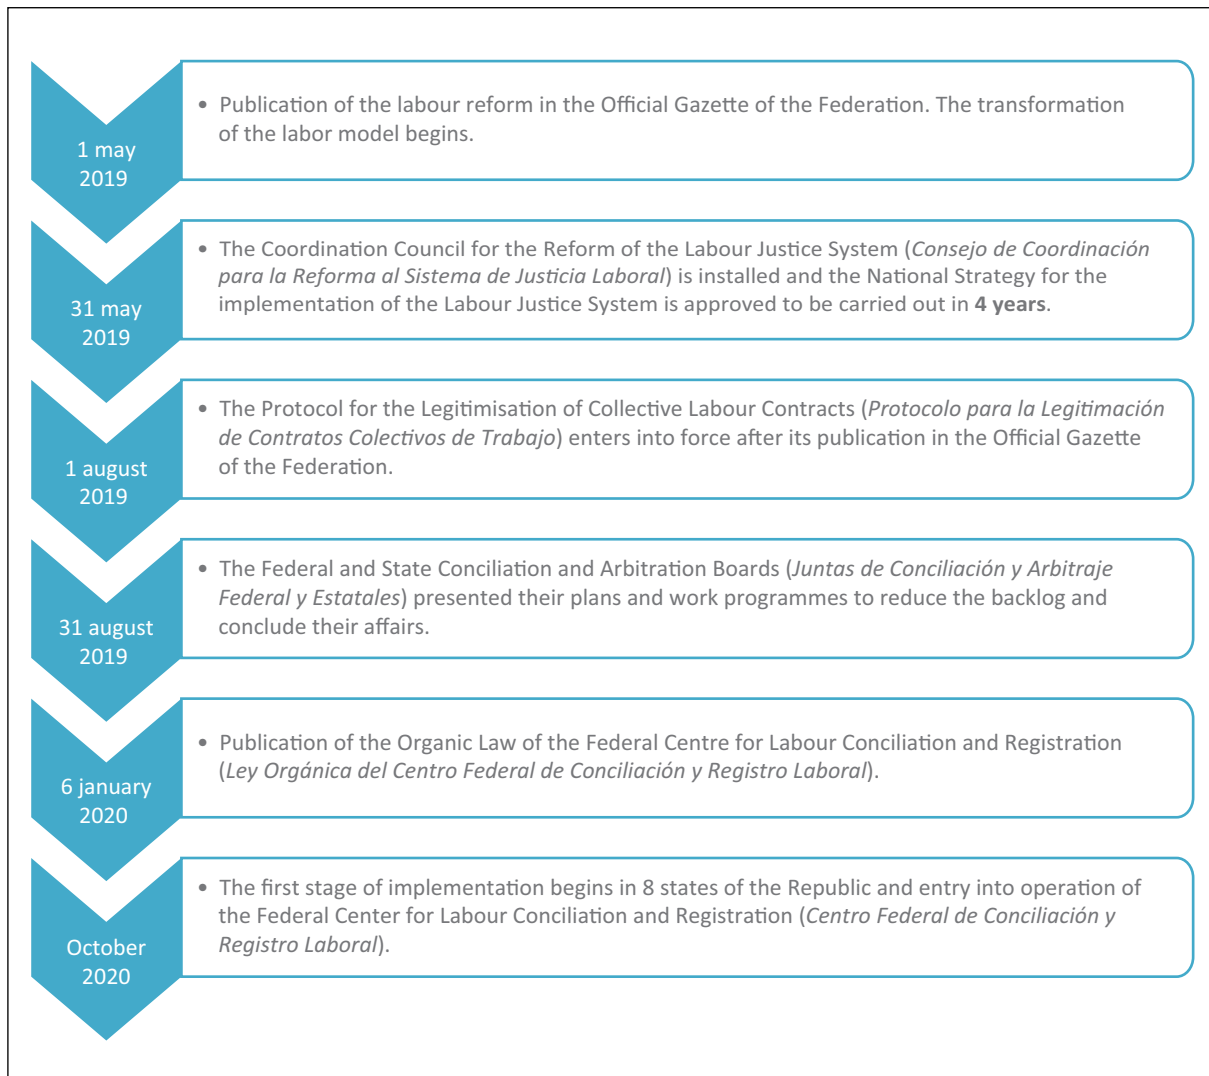 1 may
2019
• Publication of the labour reform in the Official Gazette of the Federation. The transformation
of the labor model begins.
31 may
2019
• The Coordination Council for the Reform of the Labour Justice System (Consejo de Coordinación
para la Reforma al Sistema de Justicia Laboral) is installed and the National Strategy for the
implementation of the Labour Justice System is approved to be carried out in 4 years.
1 august
2019
• The Protocol for the Legitimisation of Collective Labour Contracts (Protocolo para la Legitimación
de Contratos Colectivos de Trabajo) enters into force after its publication in the Official Gazette
of the Federation.
31 august
2019
• The Federal and State Conciliation and Arbitration Boards (Juntas de Conciliación y Arbitraje
Federal y Estatales) presented their plans and work programmes to reduce the backlog and
conclude their affairs.
6 january
2020
• Publication of the Organic Law of the Federal Centre for Labour Conciliation and Registration
(Ley Orgánica del Centro Federal de Conciliación y Registro Laboral).
October
2020
• The first stage of implementation begins in 8 states of the Republic and entry into operation of
the Federal Center for Labour Conciliation and Registration (Centro Federal de Conciliación y
Registro Laboral).